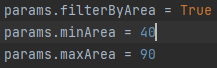 params.filterByArea = True
params.minArea = 40
params.maxArea = 90